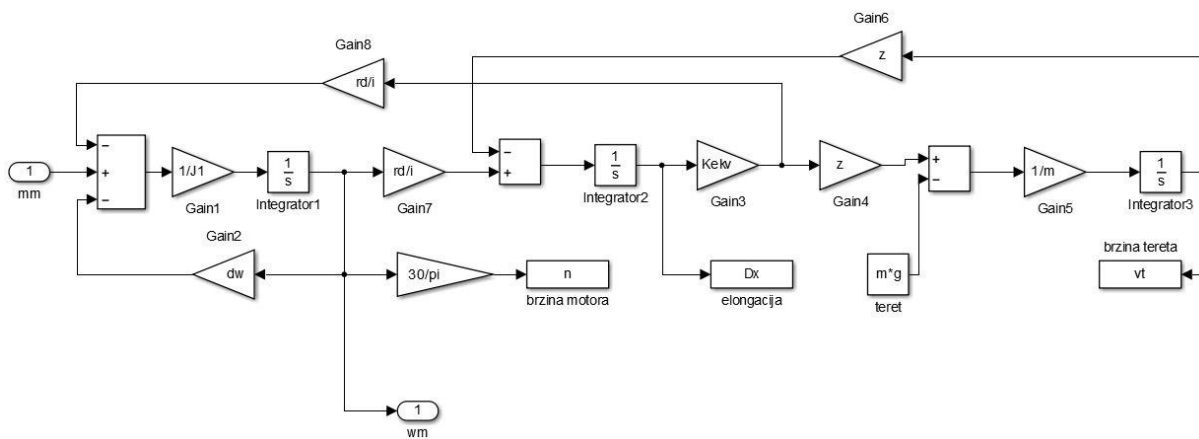 Gain6
z
Gain8
rd/i
1
mm
−
+
−
1/J1
Gain1
1
s
Integrator1
rd/i
Gain7
−
+
1
s
Integrator2
Kekv
Gain3
z
Gain4
+
−
1/m
Gain5
1
s
Integrator3
Gain2
dw
30/pi
n
brzina motora
Dx
elongacija
m*g
teret
brzina tereta
vt
1
wm